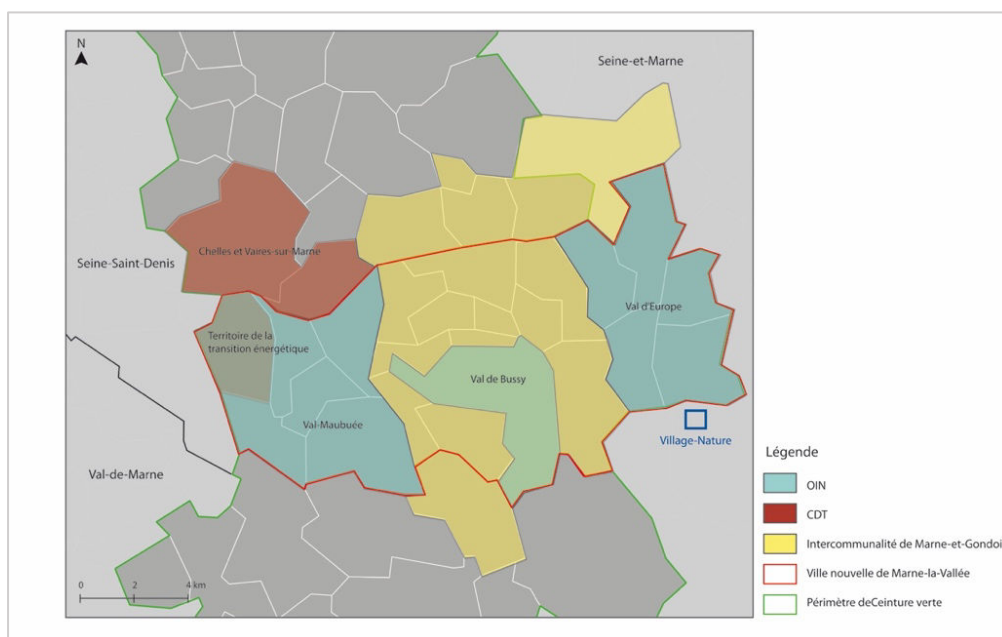 N
Seine-et-Marne
Chelles et Vaires-sur-Marne
Seine-Saint-Denis
Val d'Europe
Territoire de la
transition énergétique
Val de Bussy
Val-Maubuée
Village-Nature
Val-de-Marne
Légende
OIN
CDT
Intercommunalité de Marne-et-Gondoi
Ville nouvelle de Marne-la-Vallée
Périmètre deCeinture verte
0 2 4 km